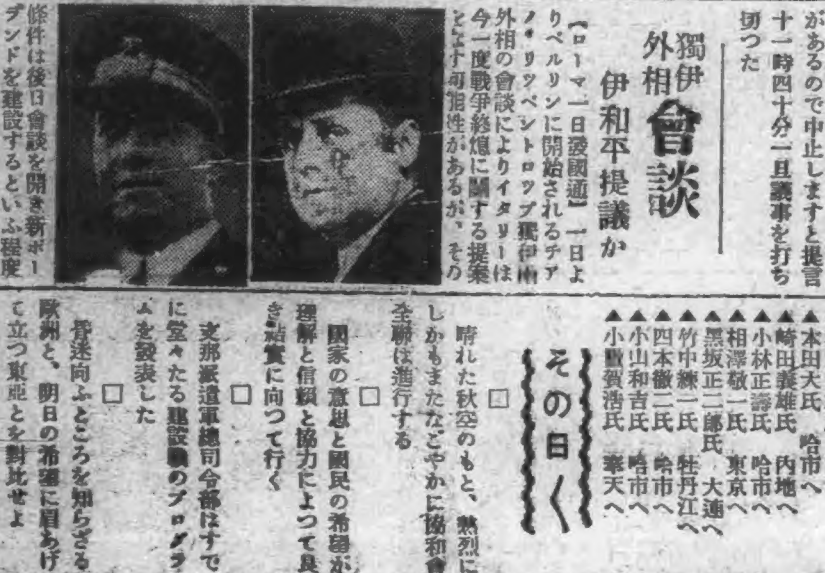 があるので中止しますと提言
十一時四十分一旦議事を打ち
切つた
獨伊
外相
會談
伊和平提議か
【ローマ一日發國通】一日よ
りベルリンに開始されるチア
ノ・リツベントロツプ獨伊兩
外相の會談によりイタリーは
今一度戰爭終熄に關する提案
をなす可能性があるが、その
條件は後日會談を開き新ポー
ランドを建設するといふ程度
▲本田大氏 哈市へ
▲崎田義雄氏 内地へ
▲小林正壽氏 哈市へ
▲相澤敬一氏 東京へ
▲黑坂正二郎氏 大連へ
▲竹中練一氏 牡丹江へ
▲四本徹二氏 哈市へ
▲小山和吉氏 哈市へ
▲小賀浩氏 奉天へ
その日く
□
晴れた秋空のもと、熱烈に
しかもまたなごやかに協和會
全聯は進行する
□
國家の意思と國民の希望が
理解と信頼と協力によつて良
き結實に向つて行く
□
支那派遣軍總司令部はすで
に堂々たる建設戰のプログラ
ムを發表した
□
昏迷向ふところを知らざる
歐洲と、明日の希望に眉あげ
て立つ東亞とを對比せよ